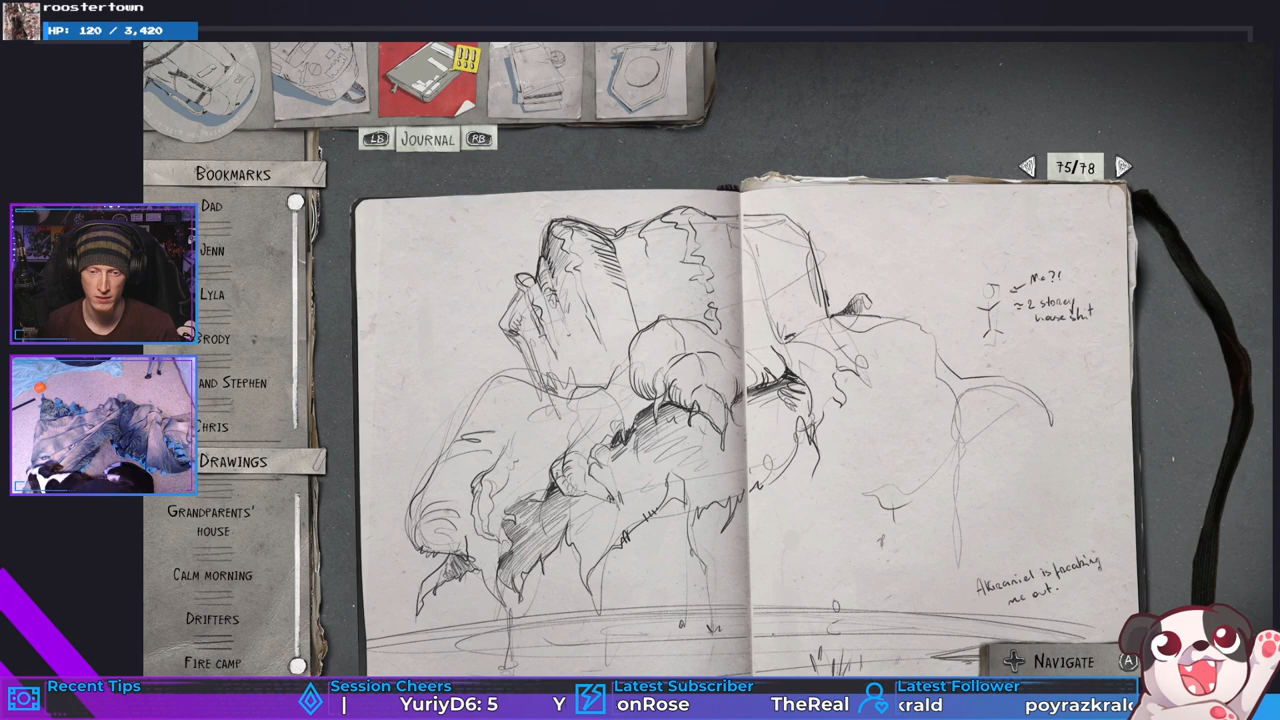 roostertown
HP: 120 / 3,420
LB
JOURNAL
RB
75/78
BOOKMARKS
DAD
JENN
LYLA
BRODY
AND STEPHEN
CHRIS
DRAWINGS
GRANDPARENTS'
HOUSE
CALM MORNING
DRIFTERS
FIRE CAMP
Me?!
≈ 2 storey
house shit
is freaking
me out.
NAVIGATE
A
Recent Tips
Session Cheers
| YuriyD6: 5 Y
Latest Subscriber
onRose TheReal
Latest Follower
krald poyrazkral